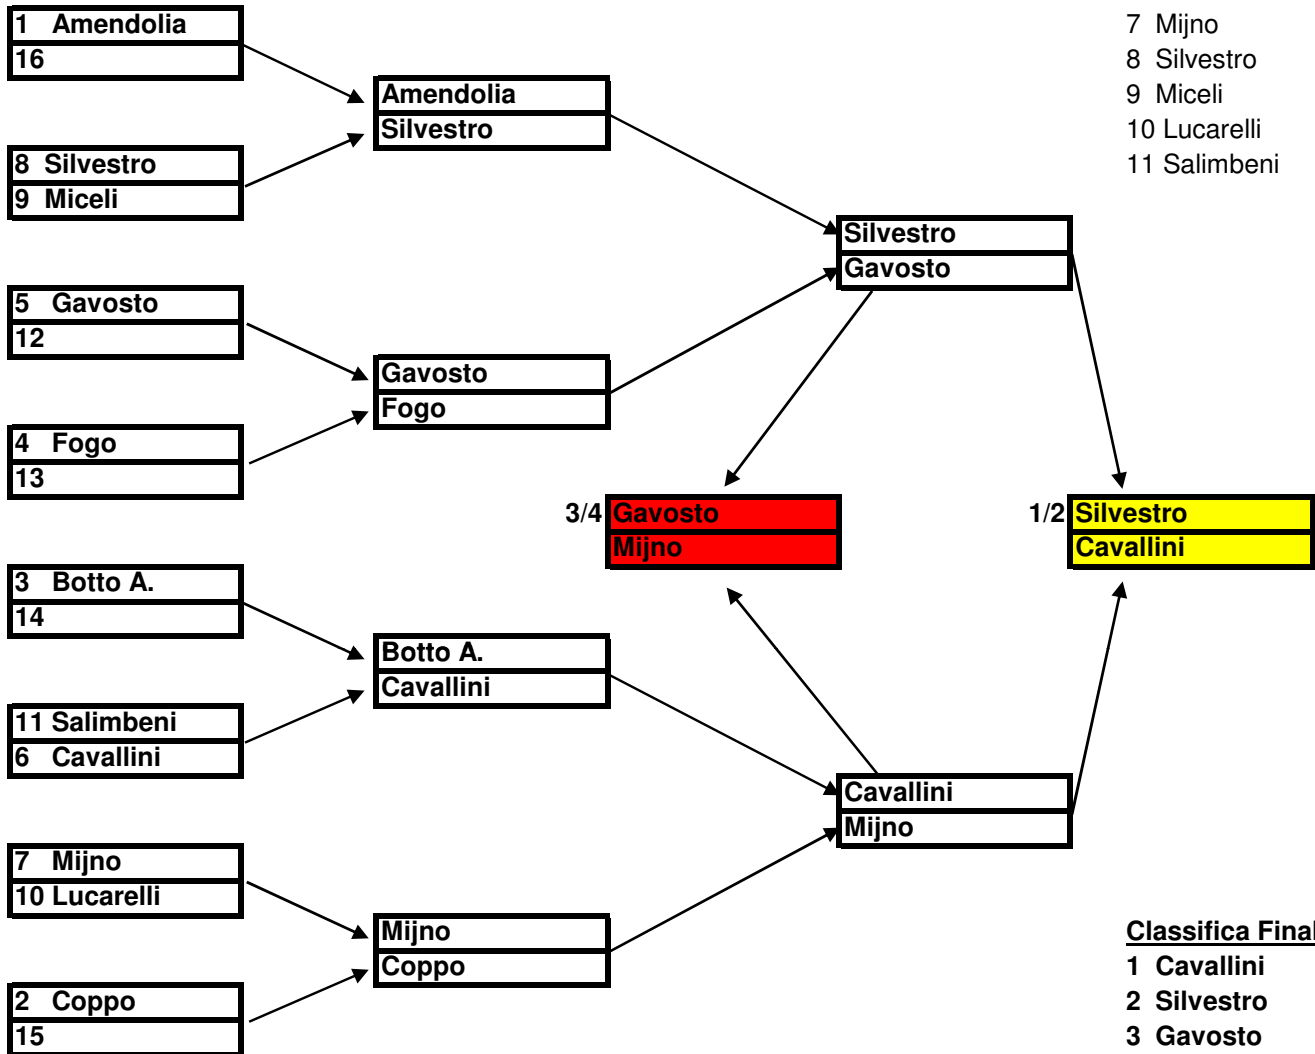 1 Amendolia
16
8 Silvestro
9 Miceli
5 Gavosto
12
4 Fogo
13
3 Botto A.
14
11 Salimbeni
6 Cavallini
7 Mijno
10 Lucarelli
2 Coppo
15
Amendolia
Silvestro
Gavosto
Fogo
Botto A.
Cavallini
Mijno
Coppo
3/4 Gavosto
Mijno
Silvestro
Gavosto
Cavallini
Mijno
1/2 Silvestro
Cavallini
7 Mijno
8 Silvestro
9 Miceli
10 Lucarelli
11 Salimbeni
Classifica Final
1 Cavallini
2 Silvestro
3 Gavosto